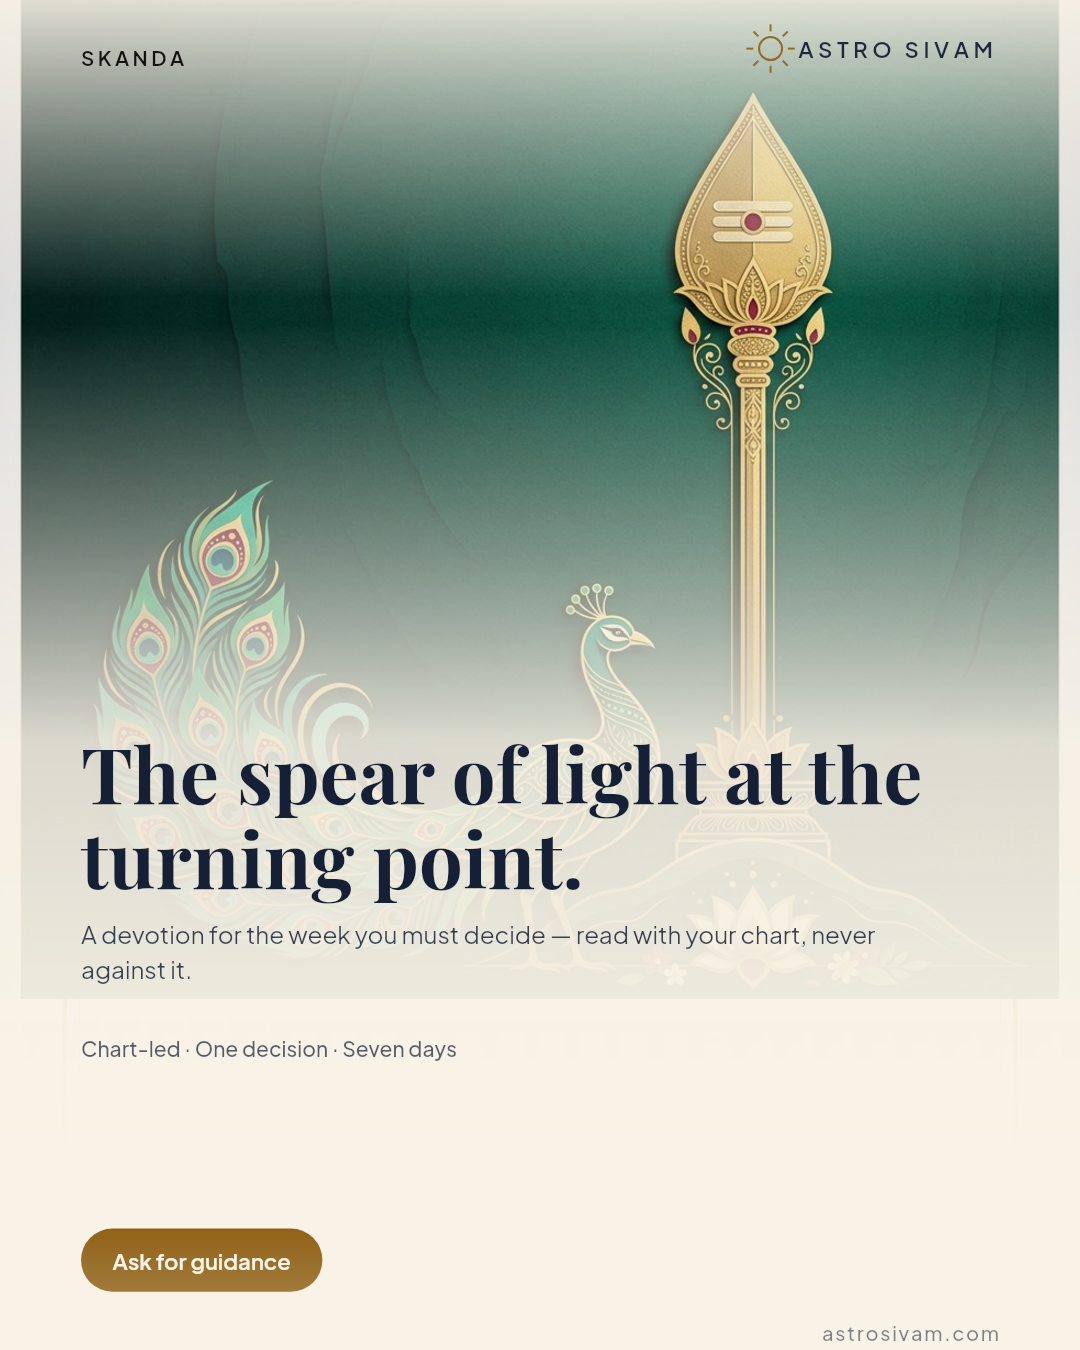 SKANDA
ASTRO SIVAM
The spear of light at the
turning point.
A devotion for the week you must decide — read with your chart, never
against it.
Chart-led · One decision · Seven days
Ask for guidance
astrosivam.com